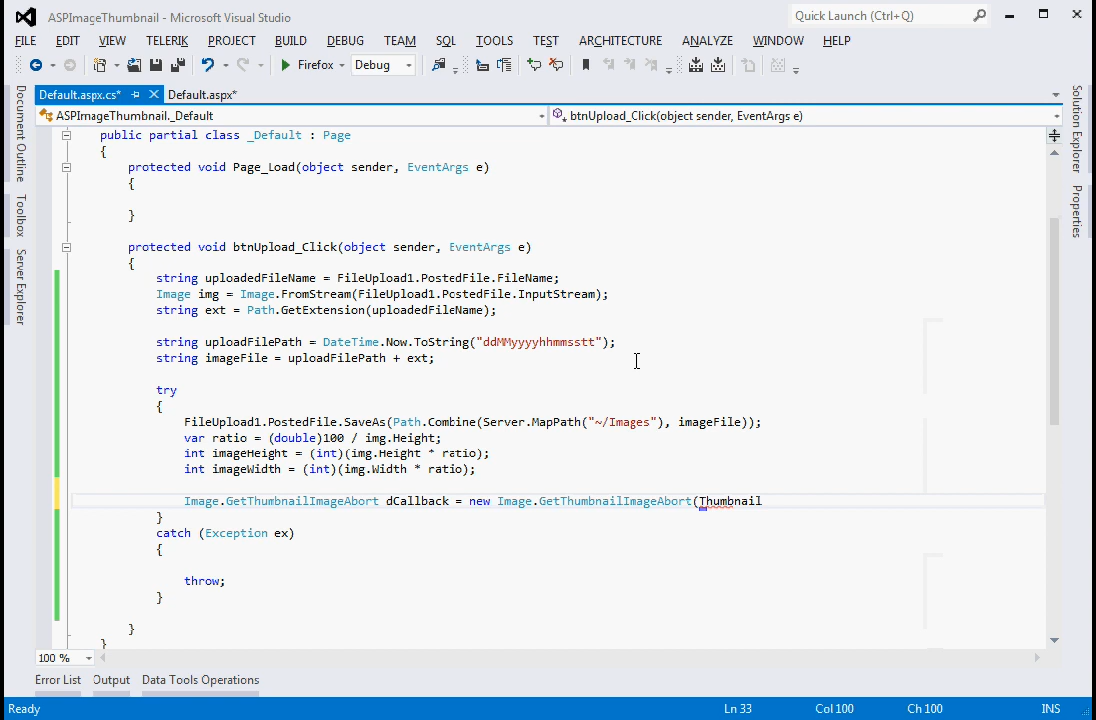 ASPImageThumbnail - Microsoft Visual Studio
Quick Launch (Ctrl+Q)
FILE EDIT VIEW TELERIK PROJECT BUILD DEBUG TEAM SQL TOOLS TEST ARCHITECTURE ANALYZE WINDOW HELP
Firefox Debug
Default.aspx.cs* Default.aspx*
ASPImageThumbnail._Default btnUpload_Click(object sender, EventArgs e)
Document Outline
Toolbox
Server Explorer
Solution Explorer
Properties
public partial class _Default : Page
{
protected void Page_Load(object sender, EventArgs e)
{
}
protected void btnUpload_Click(object sender, EventArgs e)
{
string uploadedFileName = FileUpload1.PostedFile.FileName;
Image img = Image.FromStream(FileUpload1.PostedFile.InputStream);
string ext = Path.GetExtension(uploadedFileName);
string uploadFilePath = DateTime.Now.ToString("ddMMyyyyhhmmsstt");
string imageFile = uploadFilePath + ext;
try
{
FileUpload1.PostedFile.SaveAs(Path.Combine(Server.MapPath("~/Images"), imageFile));
var ratio = (double)100 / img.Height;
int imageHeight = (int)(img.Height * ratio);
int imageWidth = (int)(img.Width * ratio);
Image.GetThumbnailImageAbort dCallback = new Image.GetThumbnailImageAbort(Thumbnail
}
catch (Exception ex)
{
throw;
}
}
}
100 %
Error List Output Data Tools Operations
Ready Ln 33 Col 100 Ch 100 INS